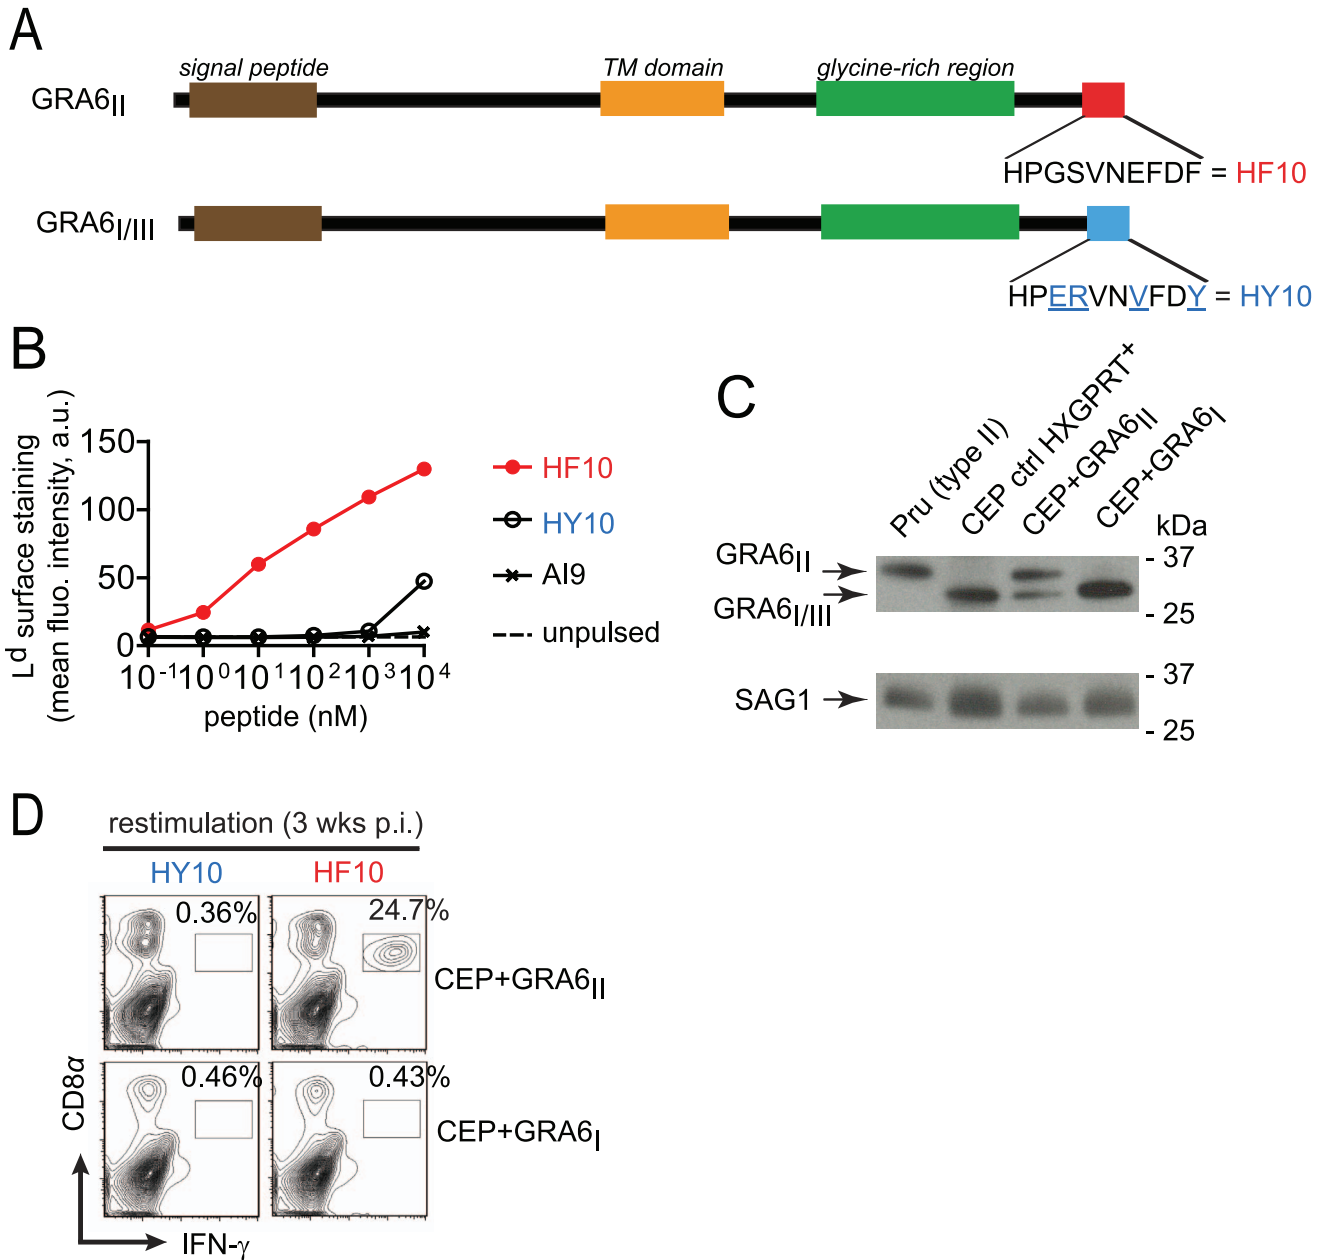 A
signal peptide
TM domain
glycine-rich region
GRA6II
HPGSVNEFDF = HF10
GRA6I/III
HPERVNVFDY = HY10
B
Ld surface staining
(mean fluo. intensity, a.u.)
150
100
50
0
10-1 100 101 102 103 104
peptide (nM)
HF10
HY10
AI9
unpulsed
C
Pru (type II)
CEP ctrl HXGPRT+
CEP+GRA6II
CEP+GRA6I
kDa
GRA6II
GRA6I/III
- 37
- 25
SAG1
- 37
- 25
D
restimulation (3 wks p.i.)
HY10 HF10
0.36% 24.7%
CEP+GRA6II
0.46% 0.43%
CEP+GRA6I
CD8α
IFN-γ